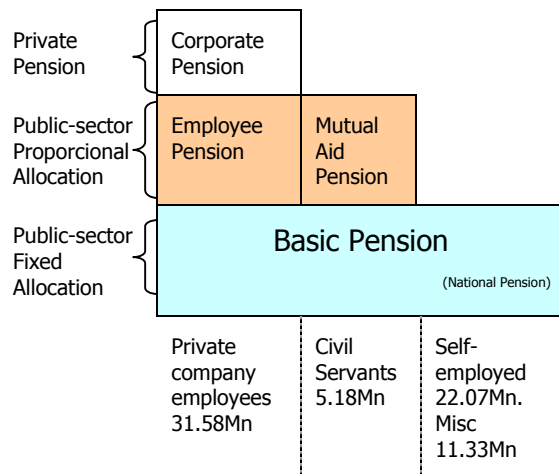 Private
Pension
Corporate
Pension
Public-sector
Proporcional
Allocation
Employee
Pension
Mutual
Aid
Pension
Public-sector
Fixed
Allocation
Basic Pension
(National Pension)
Private
company
employees
31.58Mn
Civil
Servants
5.18Mn
Self-
employed
22.07Mn.
Misc
11.33Mn